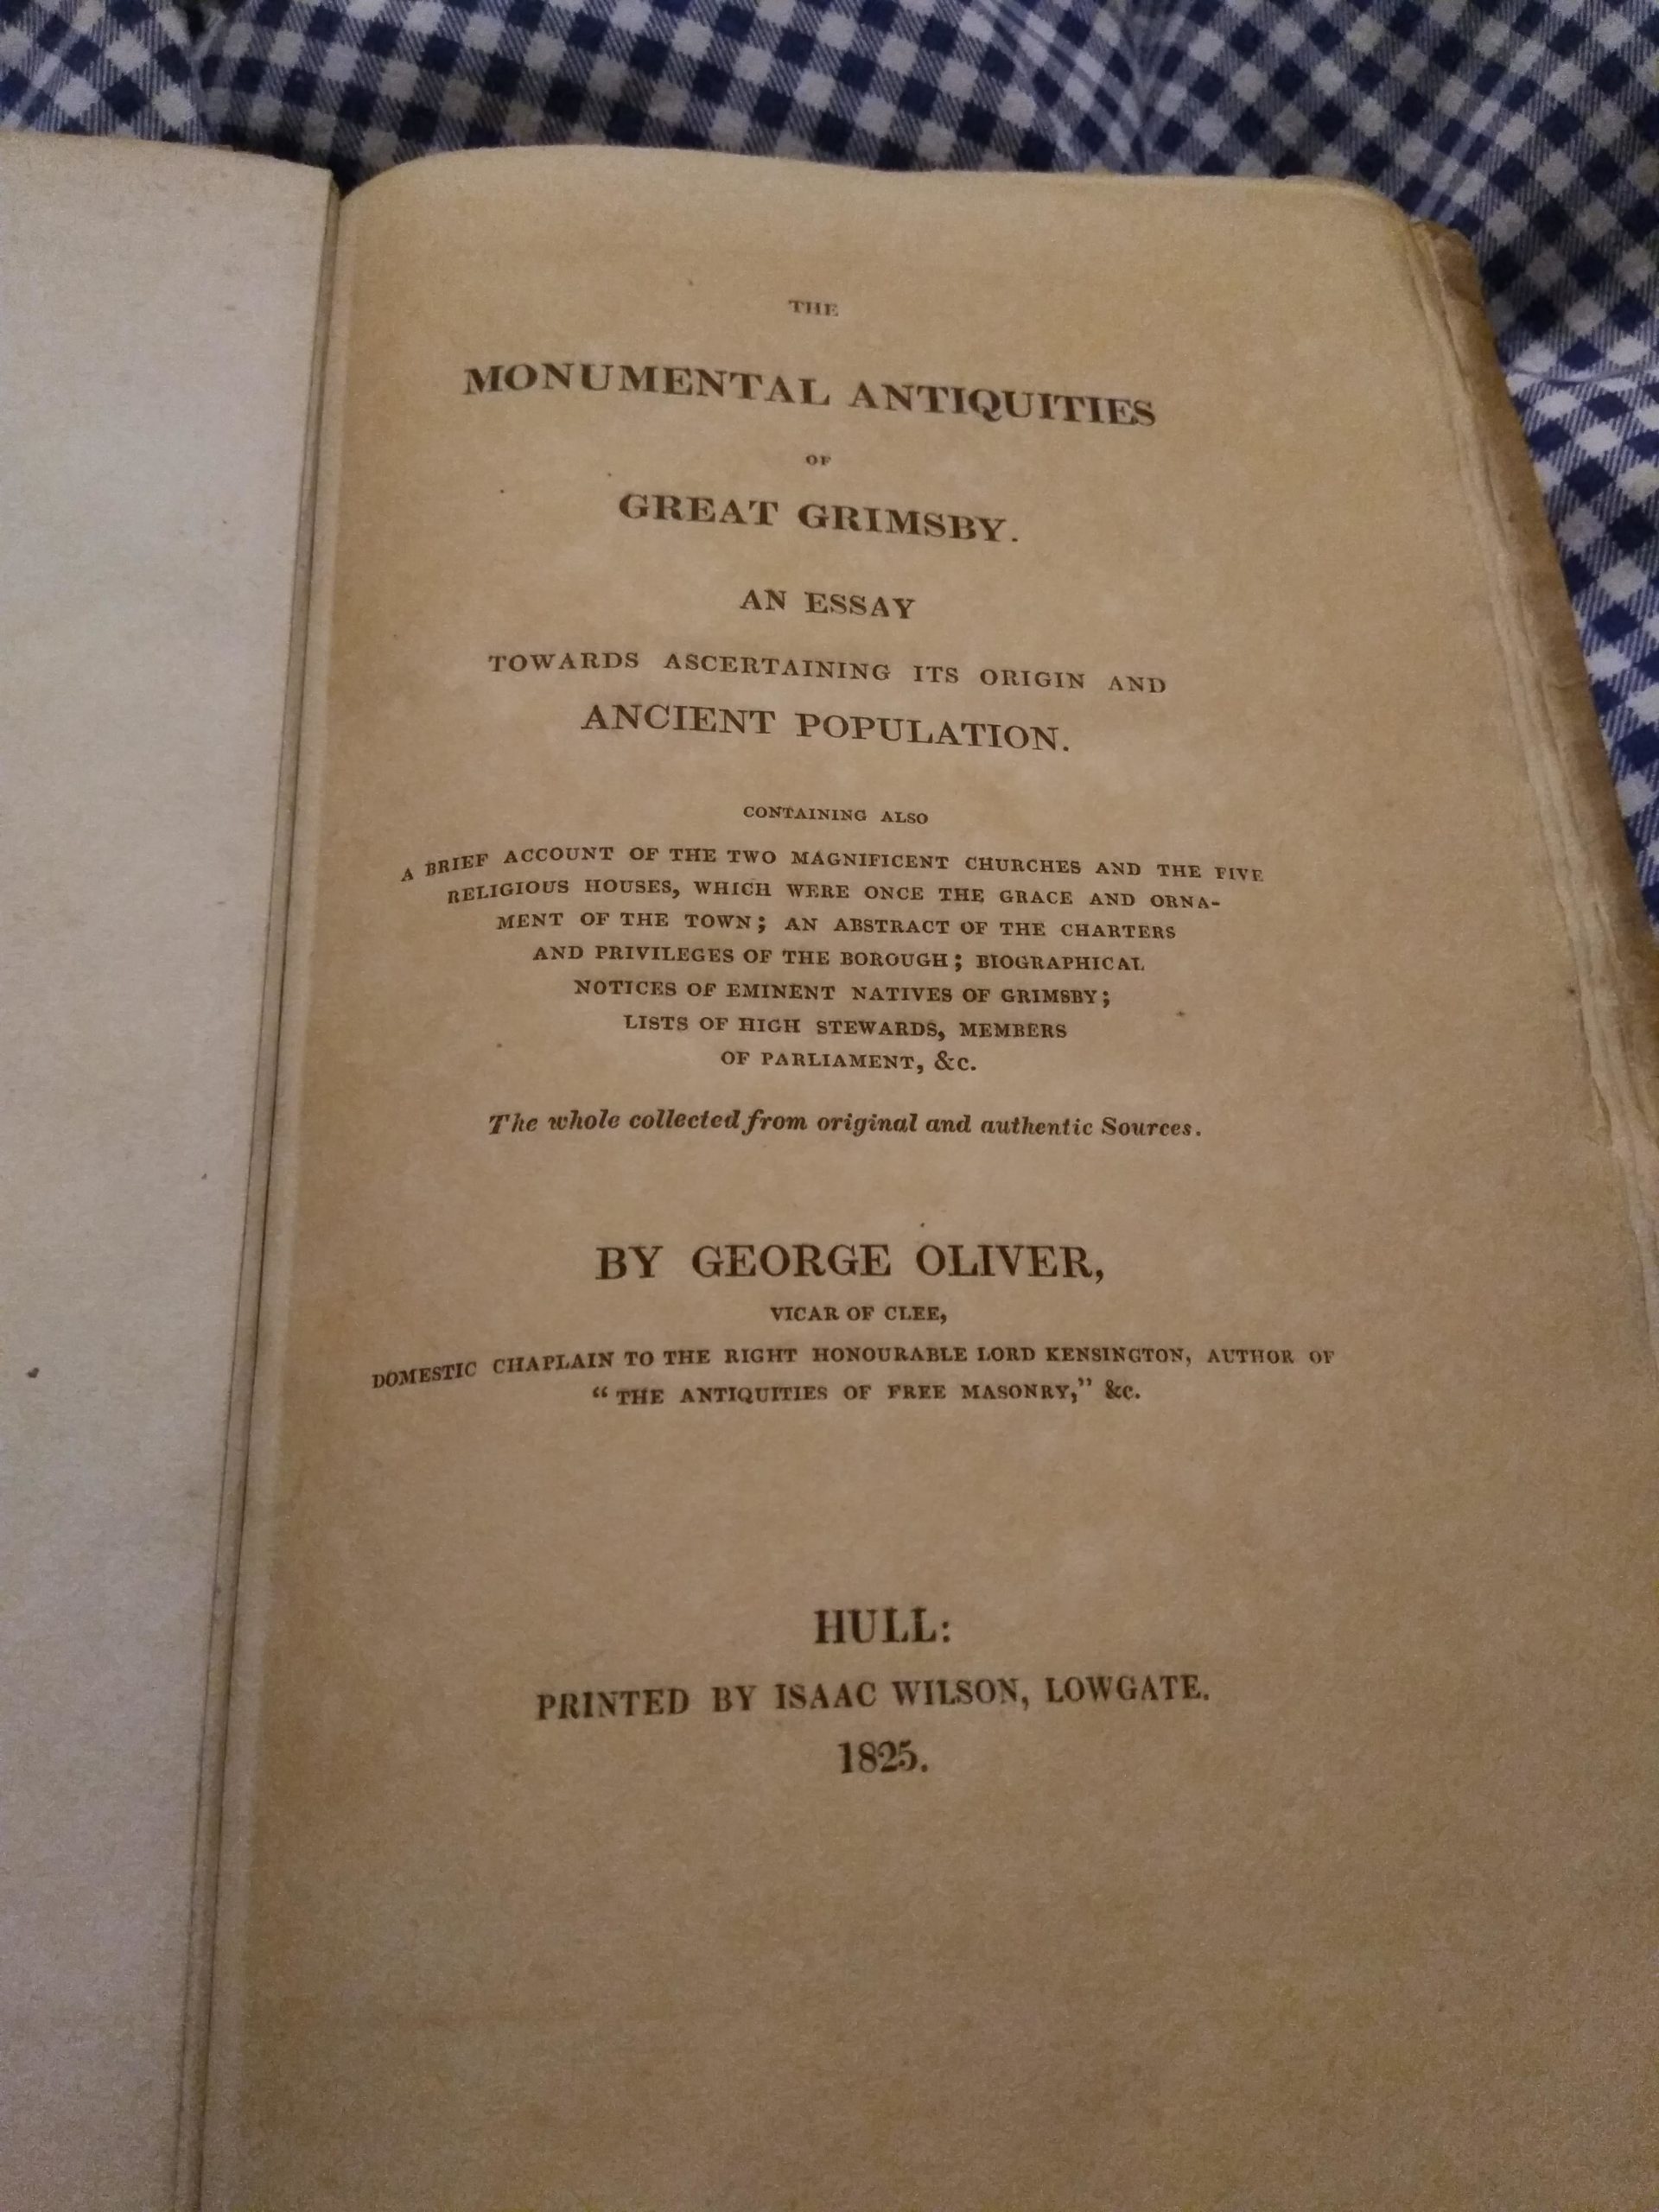 THE
MONUMENTAL ANTIQUITIES
OF
GREAT GRIMSBY.
AN ESSAY
TOWARDS ASCERTAINING ITS ORIGIN AND
ANCIENT POPULATION.
CONTAINING ALSO
A BRIEF ACCOUNT OF THE TWO MAGNIFICENT CHURCHES AND THE FIVE
RELIGIOUS HOUSES, WHICH WERE ONCE THE GRACE AND ORNA-
MENT OF THE TOWN; AN ABSTRACT OF THE CHARTERS
AND PRIVILEGES OF THE BOROUGH; BIOGRAPHICAL
NOTICES OF EMINENT NATIVES OF GRIMSBY;
LISTS OF HIGH STEWARDS, MEMBERS
OF PARLIAMENT, &c.
The whole collected from original and authentic Sources.
BY GEORGE OLIVER,
VICAR OF CLEE,
DOMESTIC CHAPLAIN TO THE RIGHT HONOURABLE LORD KENSINGTON, AUTHOR OF
“THE ANTIQUITIES OF FREE MASONRY,” &c.
HULL:
PRINTED BY ISAAC WILSON, LOWGATE.
1825.